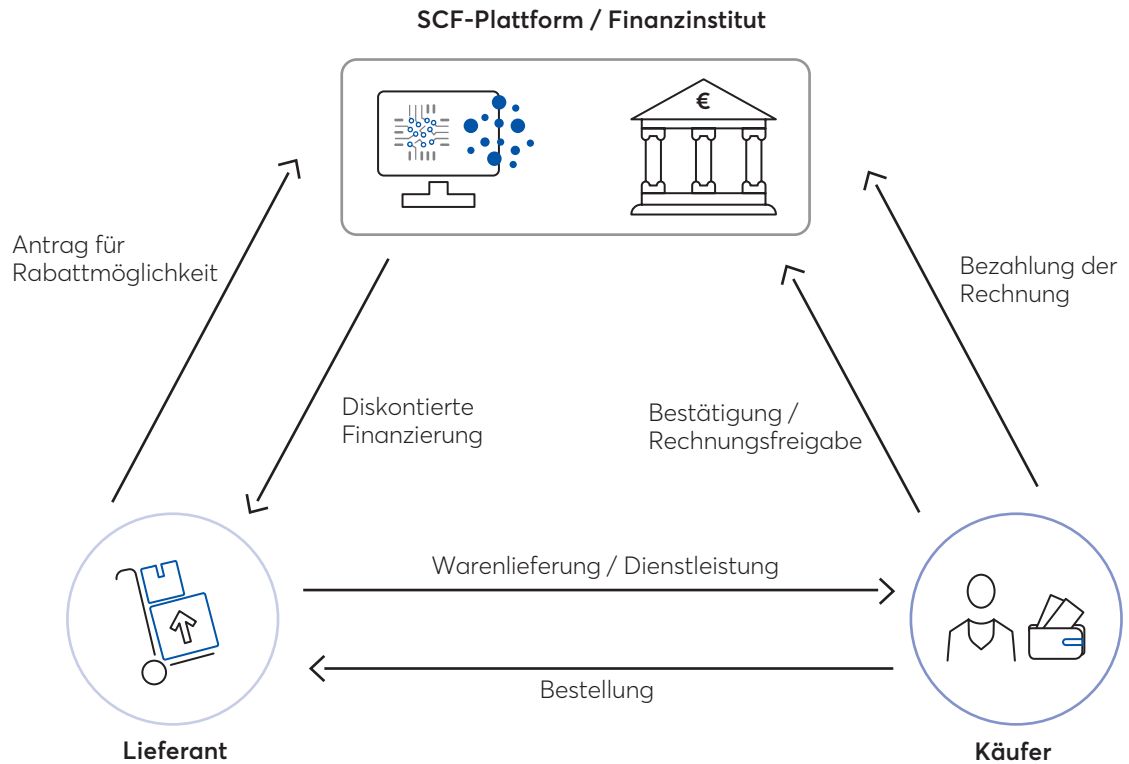 SCF-Plattform / Finanzinstitut
€
Antrag für
Rabattmöglichkeit
Bezahlung der
Rechnung
Diskontierte
Finanzierung
Bestätigung /
Rechnungsfreigabe
Warenlieferung / Dienstleistung
Bestellung
Lieferant
Käufer